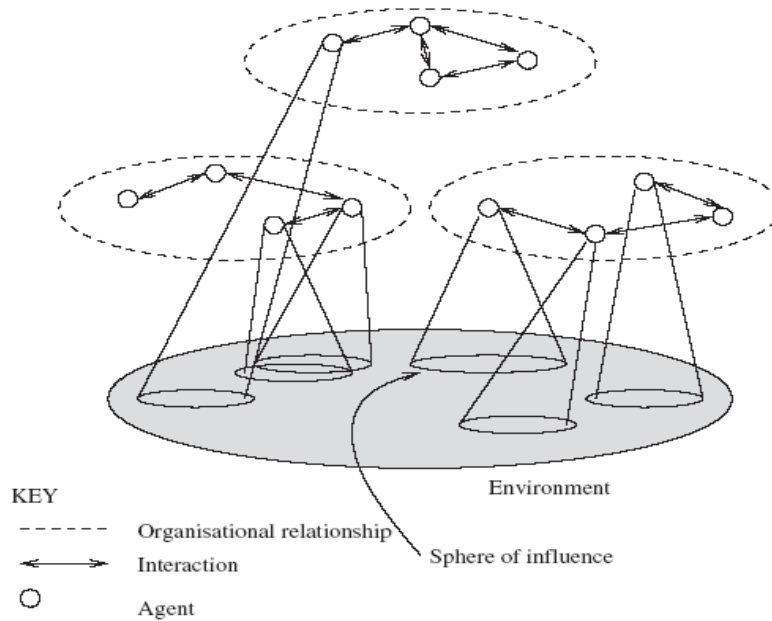 Environment
KEY
Organisational relationship
Sphere of influence
Interaction
Agent